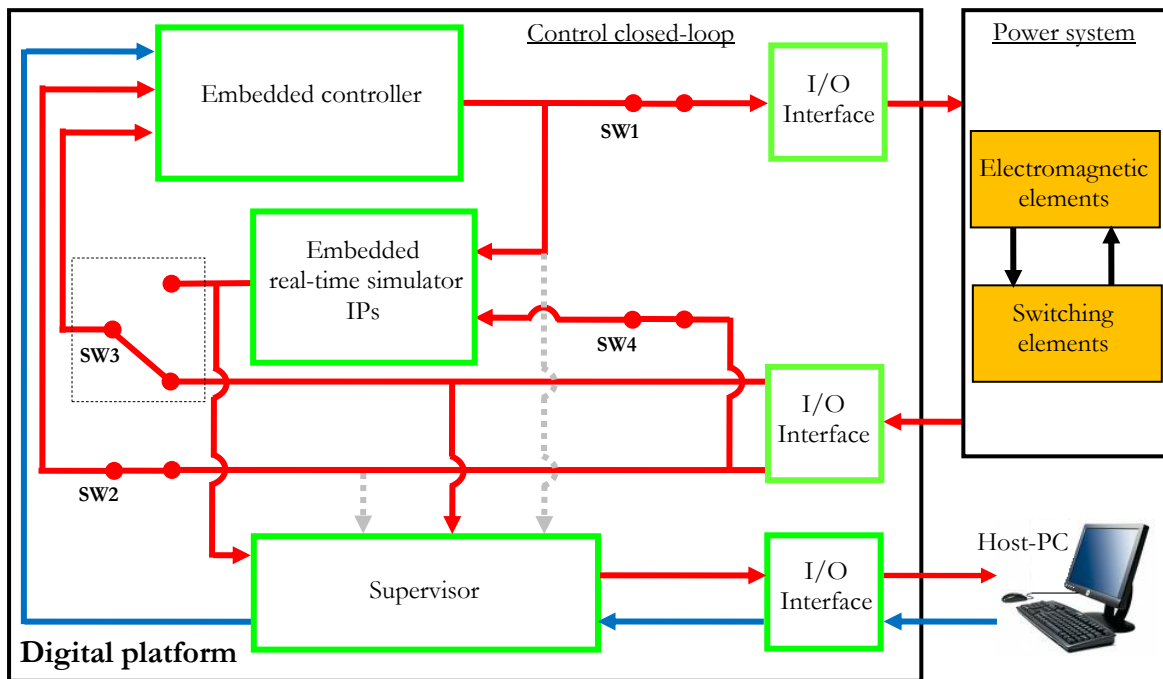 Control closed-loop
Power system
Embedded controller
I/O
Interface
SW1
Electromagnetic
elements
Embedded
real-time simulator
IPs
SW3
SW4
Switching
elements
I/O
Interface
SW2
Host-PC
Supervisor
I/O
Interface
Digital platform